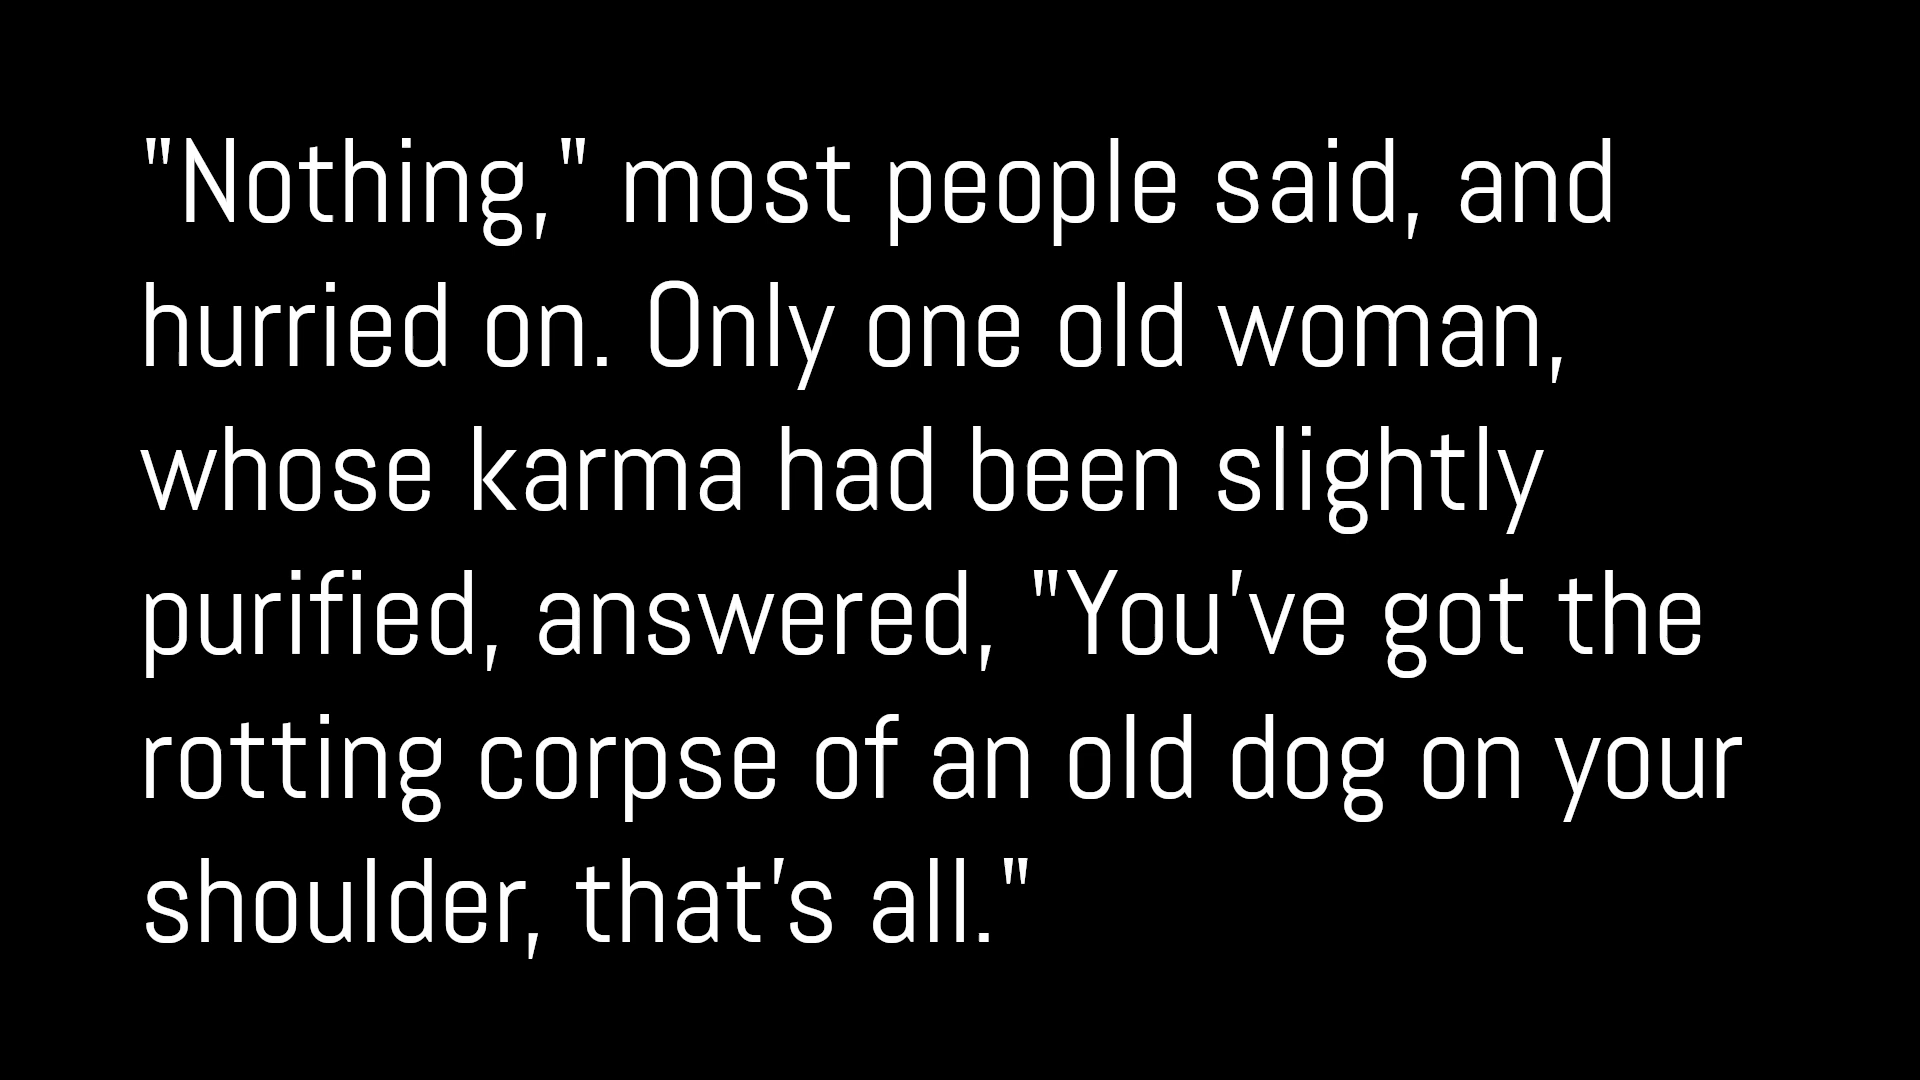 "Nothing," most people said, and
hurried on. Only one old woman,
whose karma had been slightly
purified, answered, "You've got the
rotting corpse of an old dog on your
shoulder, that's all."